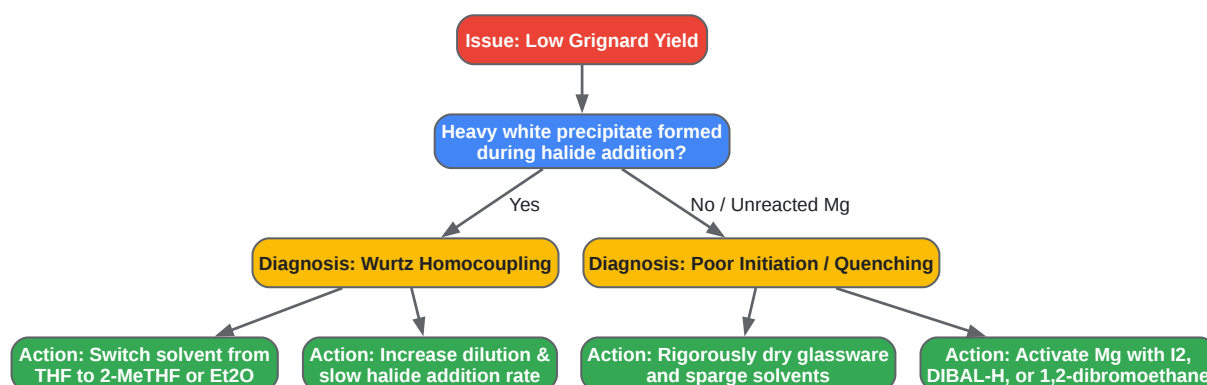 Issue: Low Grignard Yield
Heavy white precipitate formed
during halide addition?
Yes
No / Unreacted Mg
Diagnosis: Wurtz Homocoupling
Diagnosis: Poor Initiation / Quenching
Action: Switch solvent from
THF to 2-MeTHF or Et2O
Action: Increase dilution &
slow halide addition rate
Action: Rigorously dry glassware
and sparge solvents
Action: Activate Mg with I2,
DIBAL-H, or 1,2-dibromoethane